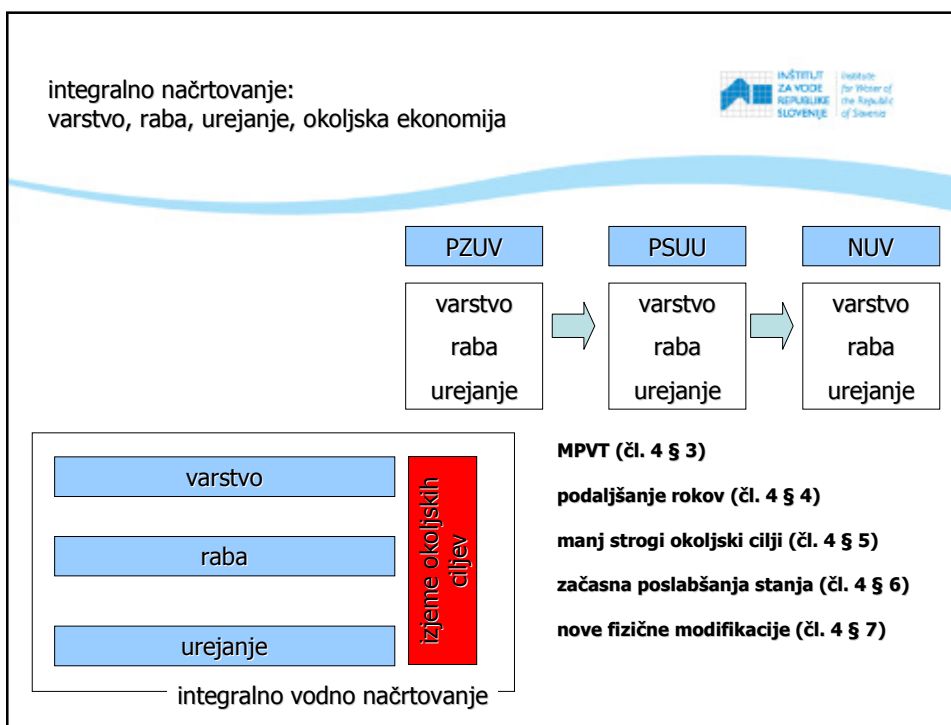 integralno načrtovanje:
varstvo, raba, urejanje, okoljska ekonomija
INŠTITUT
ZA VODE
REPUBLIKE
SLOVENIJE
Institute
for Water of
the Republic
of Slovenia
PZUV
PSUU
NUV
varstvo
raba
urejanje
varstvo
raba
urejanje
varstvo
raba
urejanje
varstvo
raba
urejanje
izjeme okoljskih
ciljev
integralno vodno načrtovanje
MPVT (čl. 4 § 3)
podaljšanje rokov (čl. 4 § 4)
manj strogi okoljski cilji (čl. 4 § 5)
začasna poslabšanja stanja (čl. 4 § 6)
nove fizične modifikacije (čl. 4 § 7)